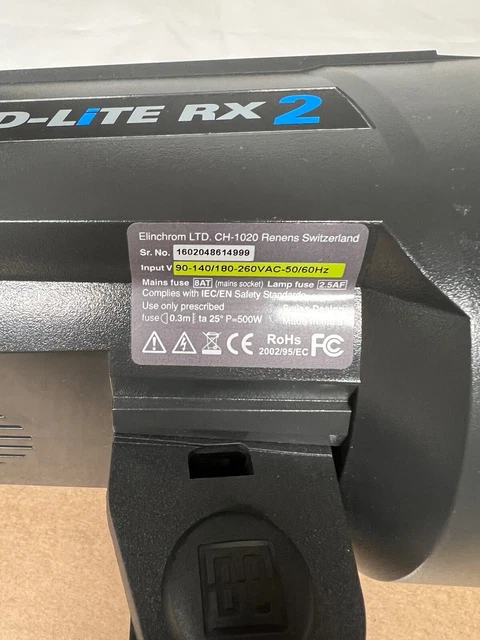 D-LiTE RX 2
Elinchrom LTD. CH-1020 Renens Switzerland
Sr. No. 1602048614999
Input V 90-140/180-260VAC-50/60Hz
Mains fuse 8AT (mains socket) Lamp fuse 2.5AF
Complies with IEC/EN Safety Standards
Use only prescribed
fuse 0.3m ta 25° P=500W
CE RoHs 2002/95/EC FC